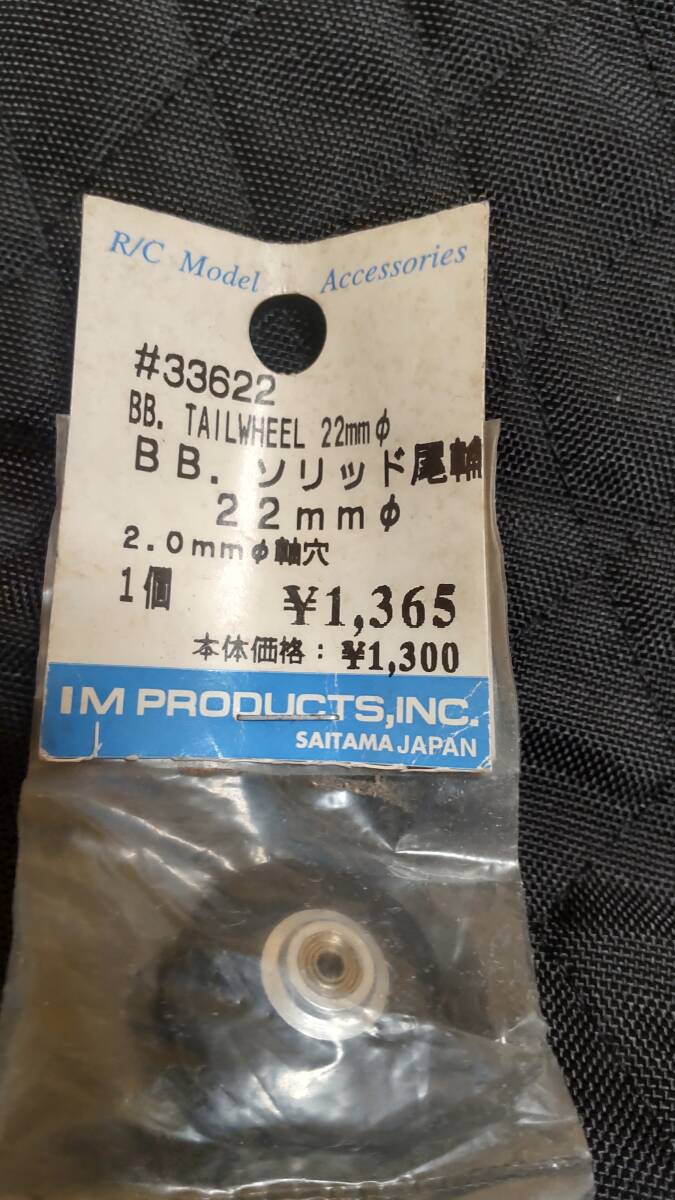 R/C Model Accessories
#33622
BB. TAILWHEEL 22mmφ
BB. ソリッド尾輪
22mmφ
2.0mmφ軸穴
1個 ¥1,365
本体価格: ¥1,300
IM PRODUCTS,INC.
SAITAMA JAPAN